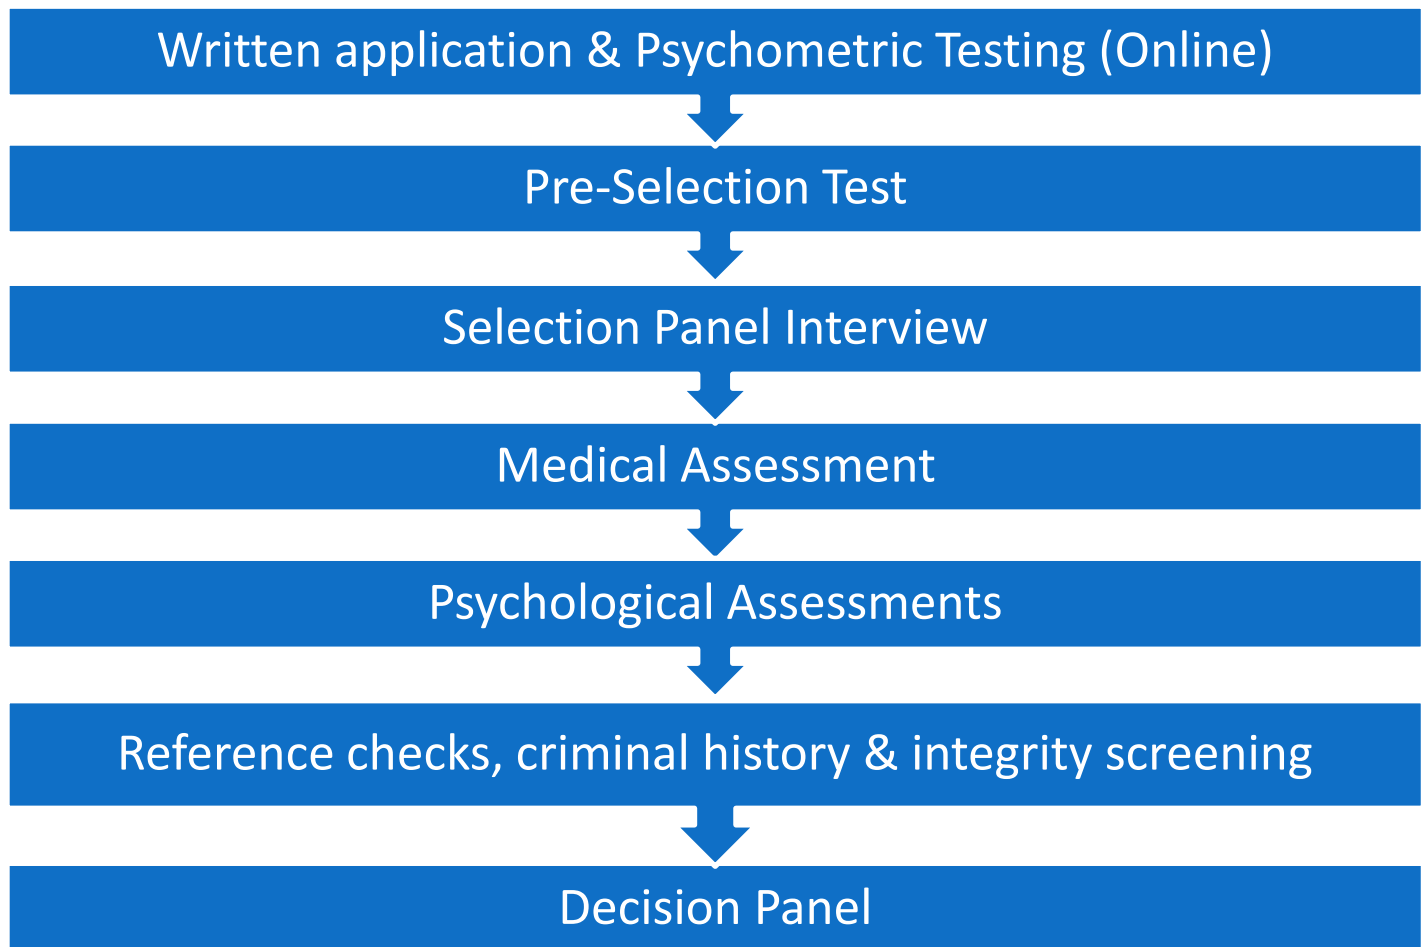 Written application & Psychometric Testing (Online)
Pre-Selection Test
Selection Panel Interview
Medical Assessment
Psychological Assessments
Reference checks, criminal history & integrity screening
Decision Panel